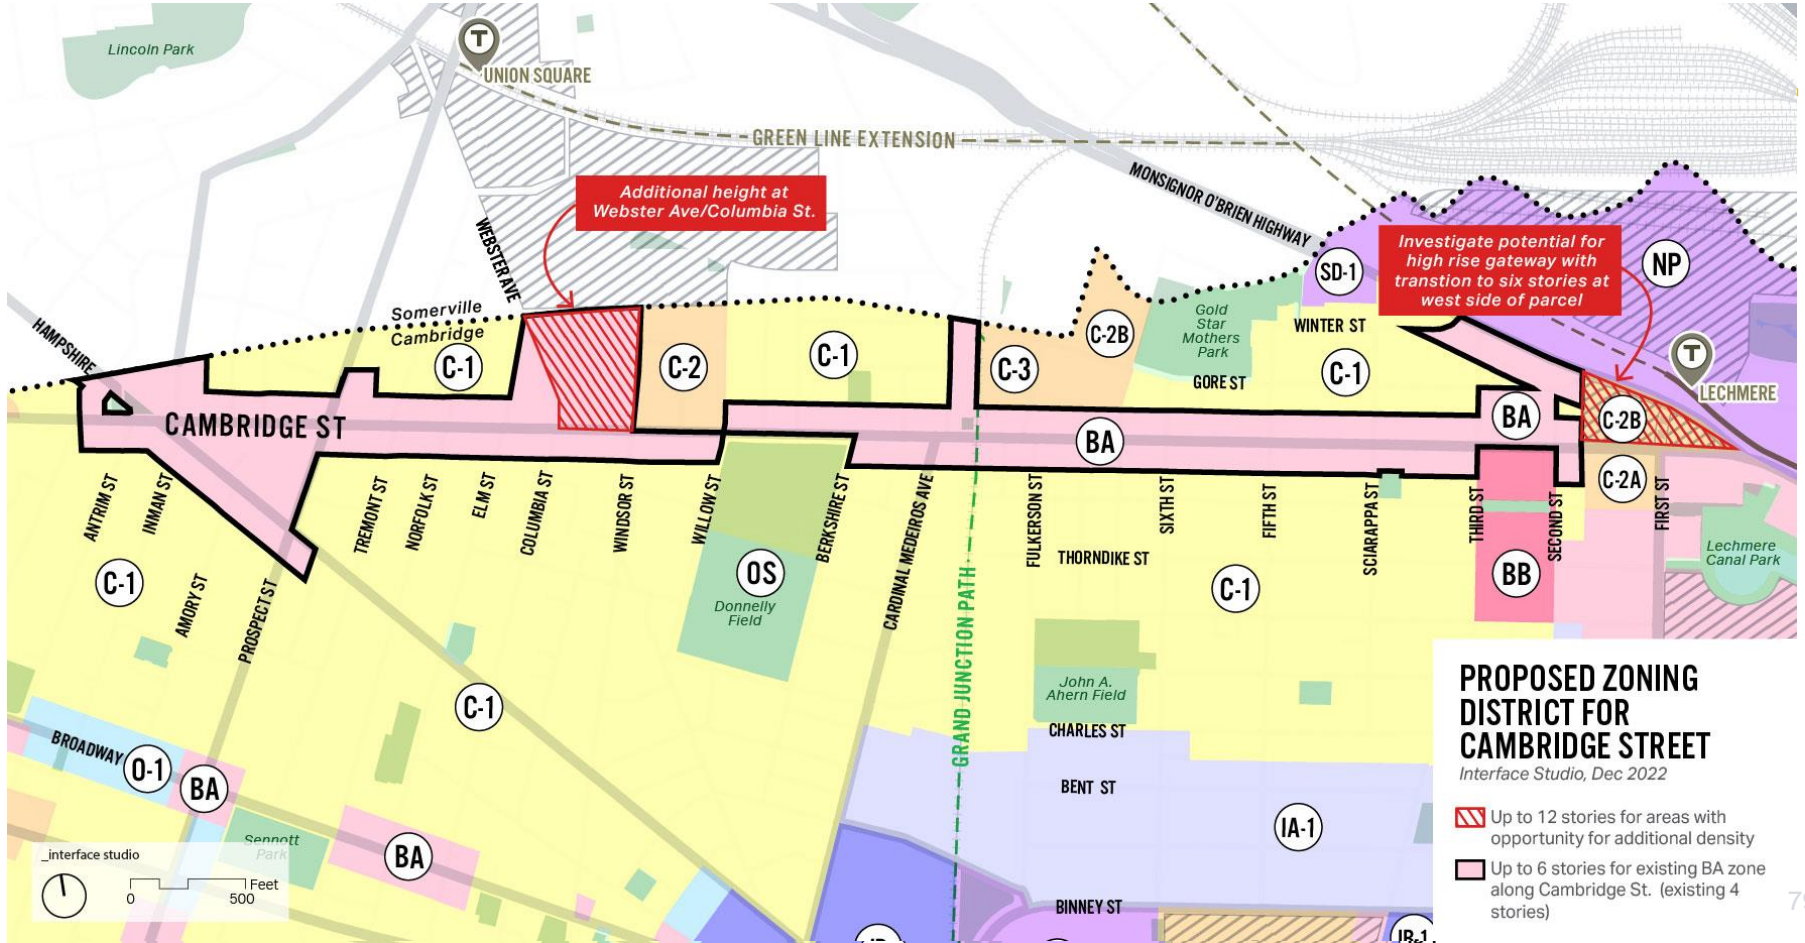 Lincoln Park
T
UNION SQUARE
GREEN LINE EXTENSION
MONSIGNOR O'BRIEN HIGHWAY
Additional height at
Webster Ave/Columbia St.
WEBSTER AVE
Investigate potential for
high rise gateway with
transtion to six stories at
west side of parcel
NP
SD-1
Somerville
Cambridge
HAMPSHIRE
C-1
C-2
C-1
C-3
C-2B
Gold
Star
Mothers
Park
WINTER ST
GORE ST
C-1
T
LECHMERE
CAMBRIDGE ST
BA
BA
C-2B
C-2A
ANTRIM ST
INMAN ST
TREMONT ST
NORFOLK ST
ELM ST
COLUMBIA ST
WINDSOR ST
WILLOW ST
BERKSHIRE ST
CARDINAL MEDEIROS AVE
FULKERSON ST
SIXTH ST
FIFTH ST
SCIARAPPA ST
THIRD ST
SECOND ST
FIRST ST
Lechmere
Canal Park
THORNDIKE ST
C-1
AMORY ST
PROSPECT ST
OS
Donnelly
Field
GRAND JUNCTION PATH
C-1
BB
John A.
Ahern Field
C-1
CHARLES ST
BENT ST
IA-1
BINNEY ST
BROADWAY
O-1
BA
BA
Sennott
Park
_interface studio
0
500
Feet
PROPOSED ZONING
DISTRICT FOR
CAMBRIDGE STREET
Interface Studio, Dec 2022
Up to 12 stories for areas with
opportunity for additional density
Up to 6 stories for existing BA zone
along Cambridge St. (existing 4
stories)